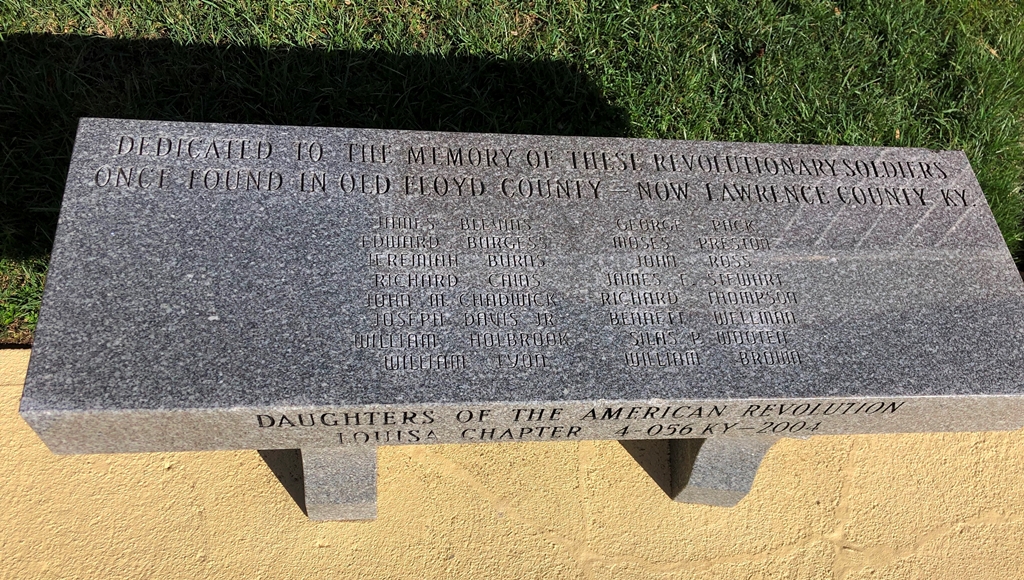 DEDICATED TO THE MEMORY OF THESE REVOLUTIONARY SOLDIERS
ONCE FOUND IN OLD FLOYD COUNTY — NOW LAWRENCE COUNTY KY.
JAMES BLEVINS GEORGE PACK
EDWARD BURGESS MOSES PRESTON
JEREMIAH BURNS JOHN ROSS
RICHARD CAINS JAMES E. STEWART
JOHN M. CHADWICK RICHARD THOMPSON
JOSEPH DAVIS JR. BENNETT WELLMAN
WILLIAM HOLBROOK SILAS P. WOOTEN
WILLIAM LYON WILLIAM BROWN
DAUGHTERS OF THE AMERICAN REVOLUTION
LOUISA CHAPTER 4-056 KY-2004